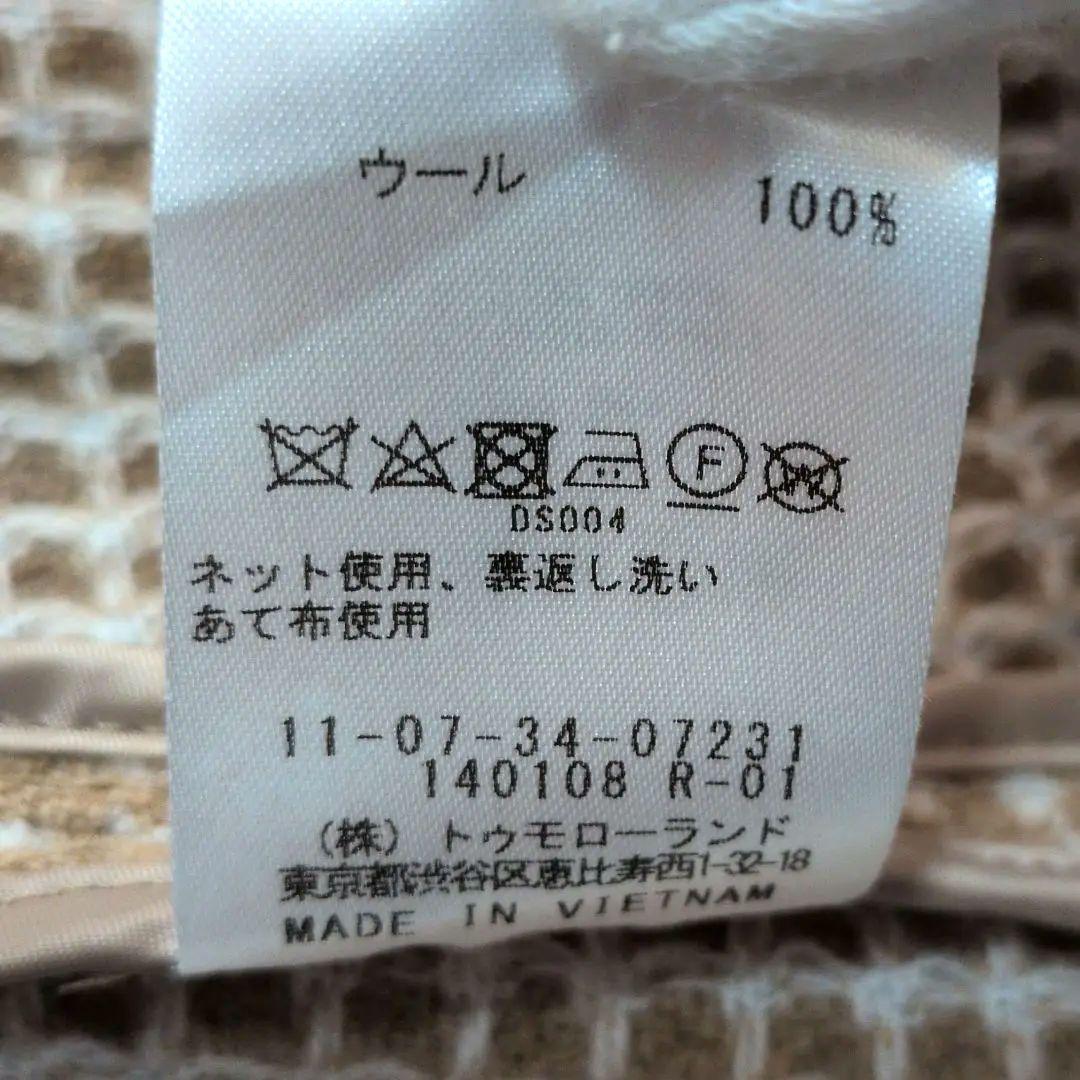 ウール 100%
F
W
DS004
ネット使用、裏返し洗い
あて布使用
11-07-34-07231
140108 R-01
(株) トゥモローランド
東京都渋谷区恵比寿西1-32-18
MADE IN VIETNAM